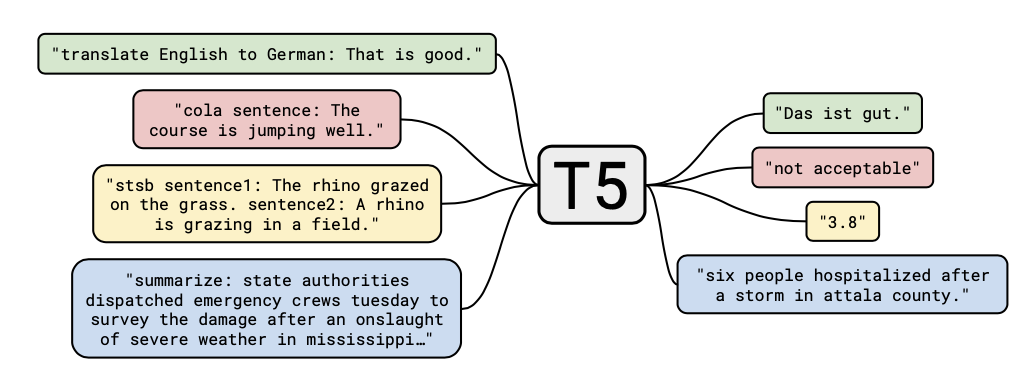 "translate English to German: That is good."
"cola sentence: The
course is jumping well."
"stsb sentence1: The rhino grazed
on the grass. sentence2: A rhino
is grazing in a field."
"summarize: state authorities
dispatched emergency crews tuesday to
survey the damage after an onslaught
of severe weather in mississippi…"
T5
"Das ist gut."
"not acceptable"
"3.8"
"six people hospitalized after
a storm in attala county."